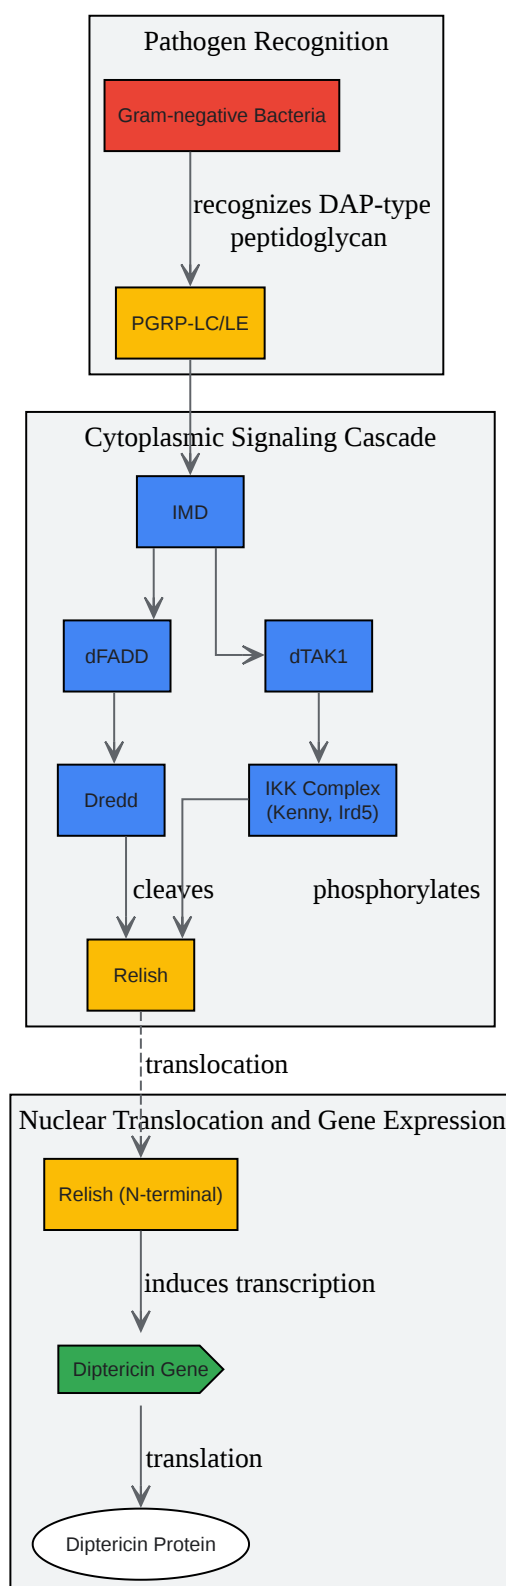 Pathogen Recognition
Gram-negative Bacteria
recognizes DAP-type
peptidoglycan
PGRP-LC/LE
Cytoplasmic Signaling Cascade
IMD
dFADD
dTAK1
Dredd
IKK Complex
(Kenny, Ird5)
cleaves
phosphorylates
Relish
translocation
Nuclear Translocation and Gene Expression
Relish (N-terminal)
induces transcription
Diptericin Gene
translation
Diptericin Protein